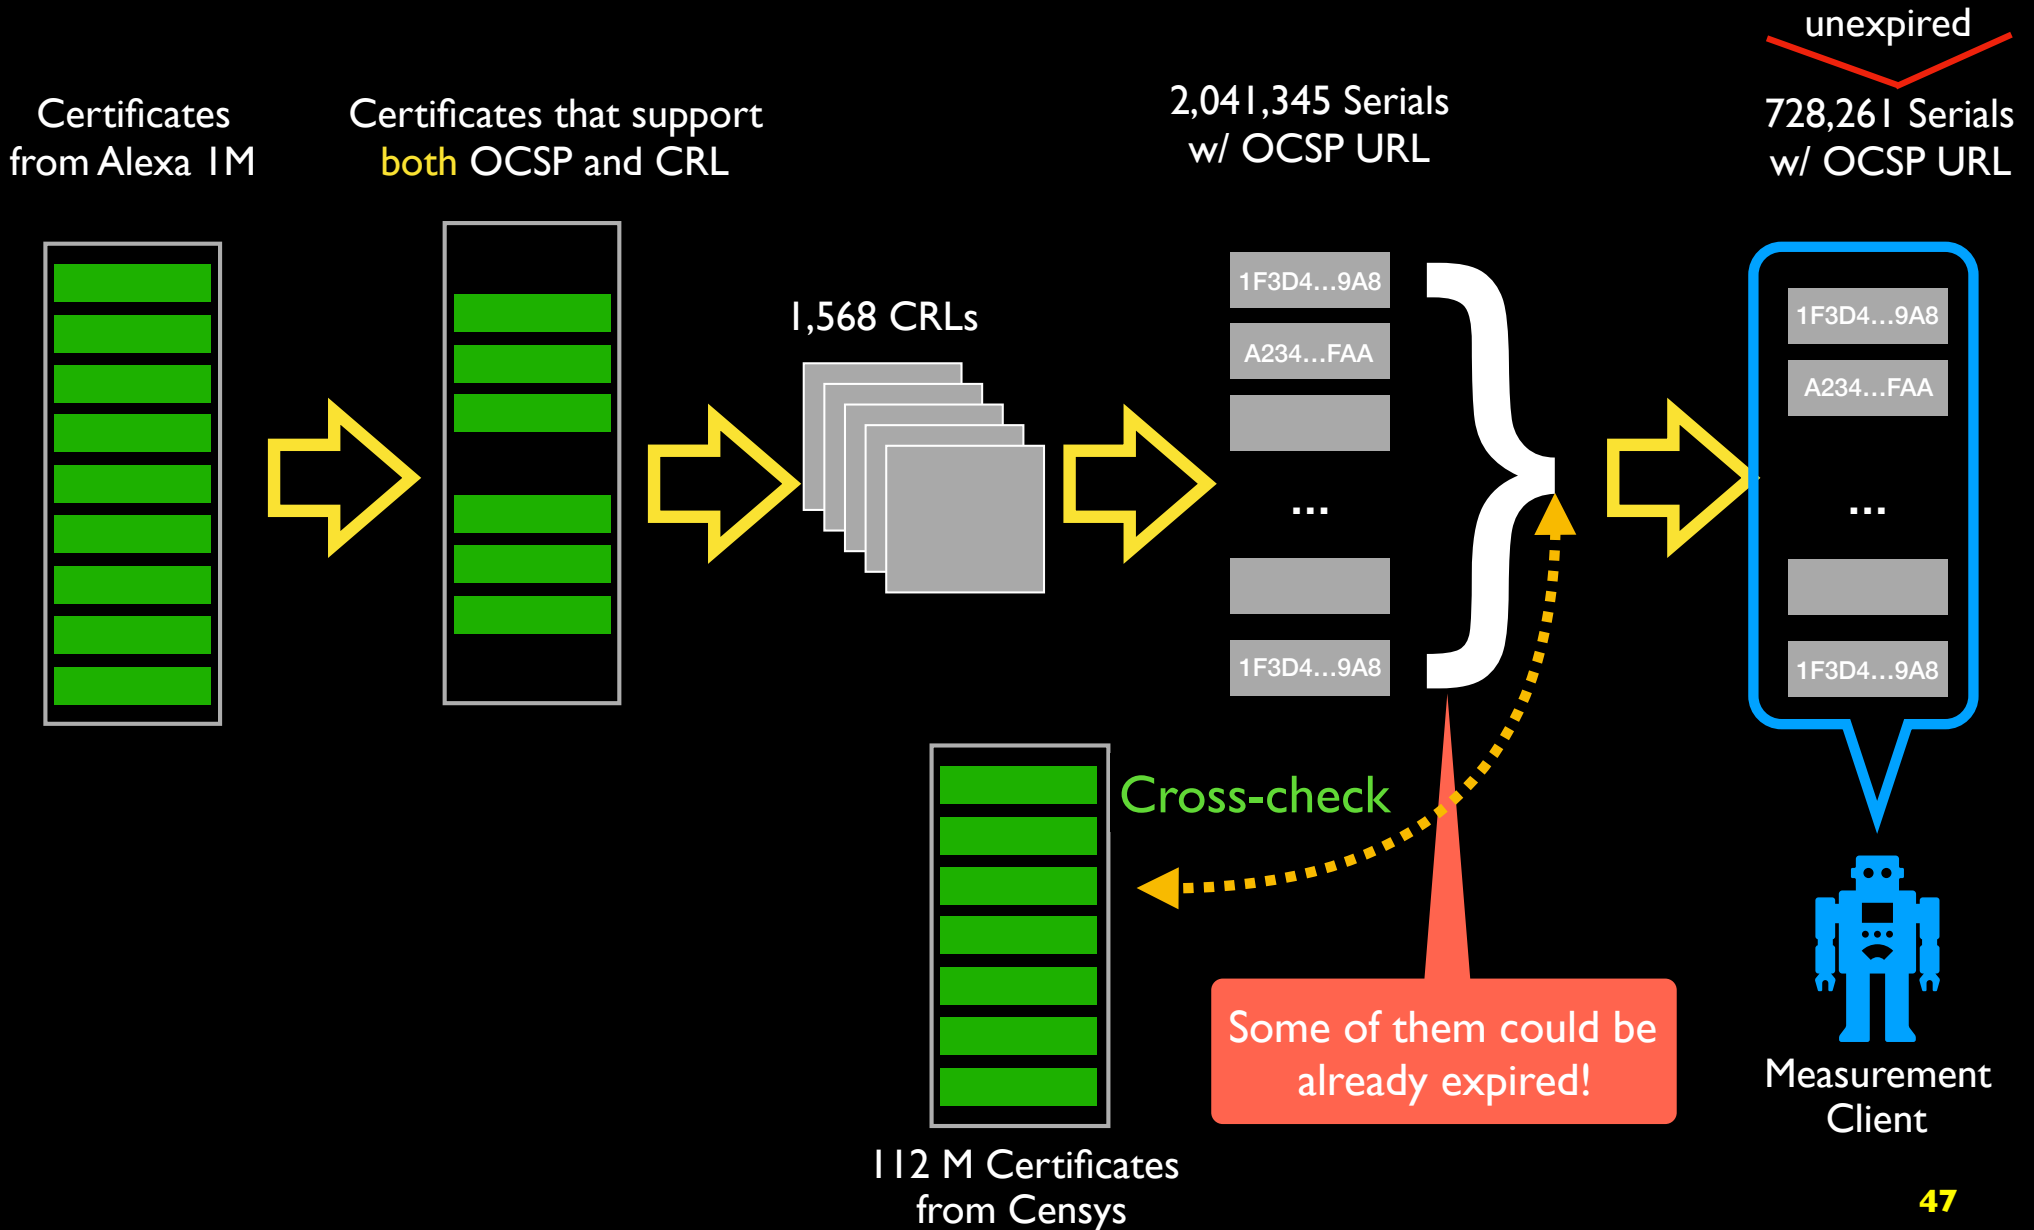 unexpired
Certificates
from Alexa 1M
Certificates that support
both OCSP and CRL
2,041,345 Serials
w/ OCSP URL
728,261 Serials
w/ OCSP URL
1,568 CRLs
1F3D4...9A8
A234...FAA
...
1F3D4...9A8
1F3D4...9A8
A234...FAA
...
1F3D4...9A8
Cross-check
Some of them could be
already expired!
Measurement
Client
112 M Certificates
from Censys
47